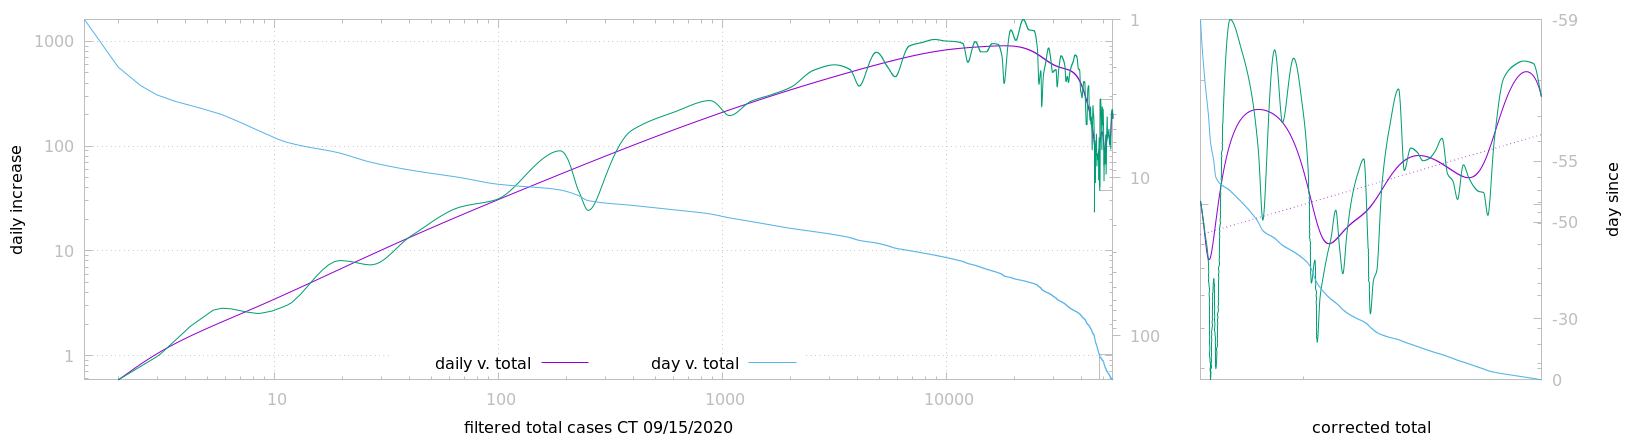 1000
100
10
1
daily increase
1
10
100
daily v. total
day v. total
10
100
1000
10000
filtered total cases CT 09/15/2020
-59
-55
-50
-30
0
day since
corrected total